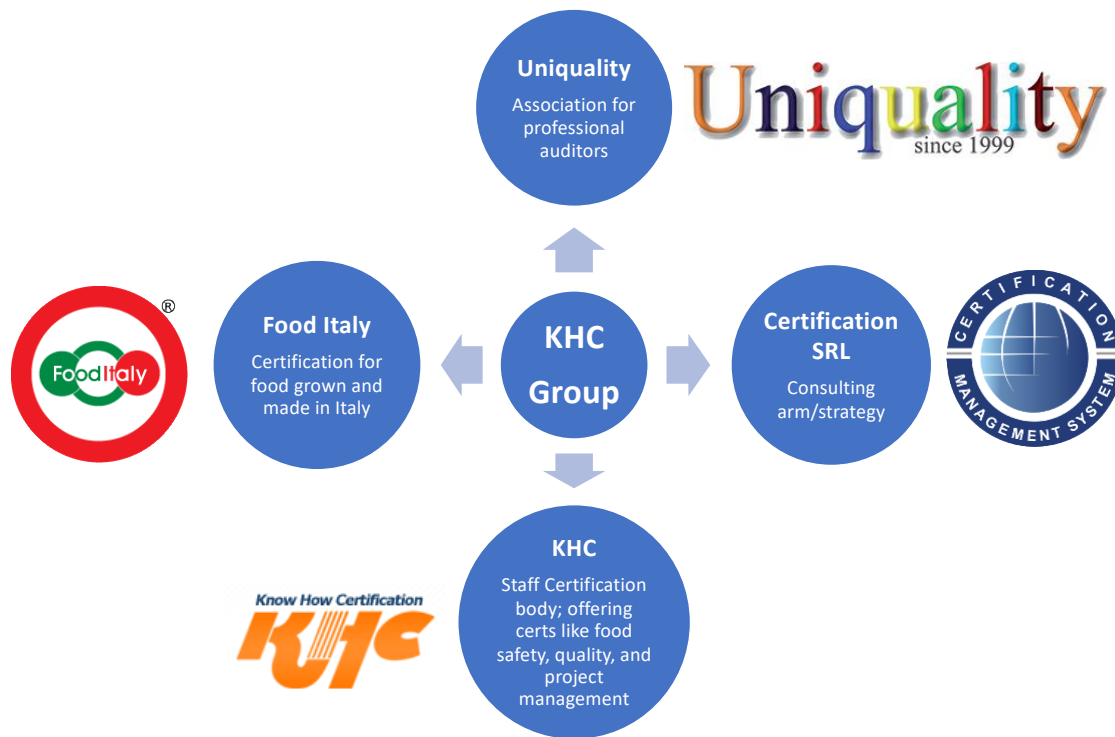 Uniquality
Association for
professional
auditors
Uniquality
since 1999
®
FoodItaly
Food Italy
Certification for
food grown and
made in Italy
KHC
Group
Certification
SRL
Consulting
arm/strategy
CERTIFICATION
MANAGEMENT SYSTEM
KHC
Staff Certification
body; offering
certs like food
safety, quality, and
project
management
Know How Certification
KHC